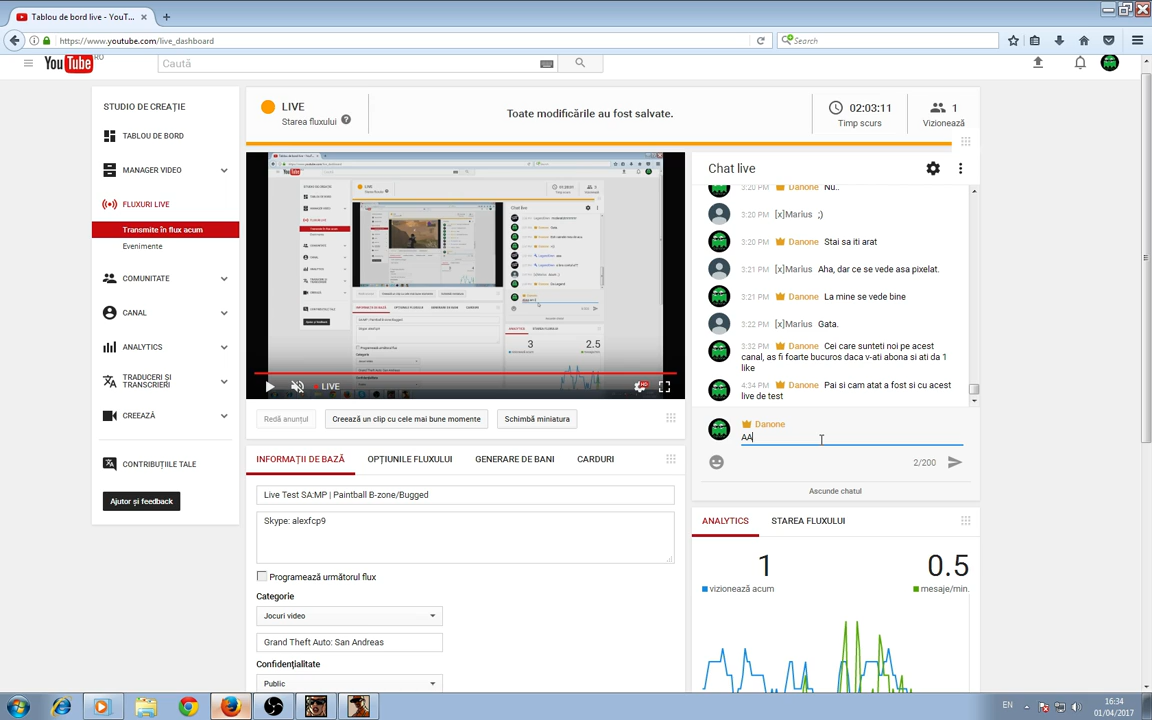 Tablou de bord live - YouT...
https://www.youtube.com/live_dashboard
Search
YouTube RO
Caută
STUDIO DE CREAȚIE
TABLOU DE BORD
MANAGER VIDEO
FLUXURI LIVE
Transmite în flux acum
Evenimente
COMUNITATE
CANAL
ANALYTICS
TRADUCERI ȘI
TRANSCRIERI
CREEAZĂ
CONTRIBUȚIILE TALE
Ajutor și feedback
LIVE
Starea fluxului
Toate modificările au fost salvate.
02:03:11
Timp scurs
1
Vizionează
LIVE
Redă anunțul
Creează un clip cu cele mai bune momente
Schimbă miniatura
INFORMAȚII DE BAZĂ
OPȚIUNILE FLUXULUI
GENERARE DE BANI
CARDURI
Live Test SA:MP | Paintball B-zone/Bugged
Skype: alexfcp9
Programează următorul flux
Categorie
Jocuri video
Grand Theft Auto: San Andreas
Confidențialitate
Public
Chat live
3:20 PM Danone Nu..
3:20 PM [x]Marius ;)
3:20 PM Danone Stai sa iti arat
3:21 PM [x]Marius Aha, dar ce se vede asa pixelat.
3:21 PM Danone La mine se vede bine
3:22 PM [x]Marius Gata.
3:32 PM Danone Cei care sunteti noi pe acest
canal, as fi foarte bucuros daca v-ati abona si ati da 1
like
4:34 PM Danone Pai si cam atat a fost si cu acest
live de test
Danone
AA
2/200
Ascunde chatul
ANALYTICS
STAREA FLUXULUI
1
vizionează acum
0.5
mesaje/min.
EN
16:34
01/04/2017